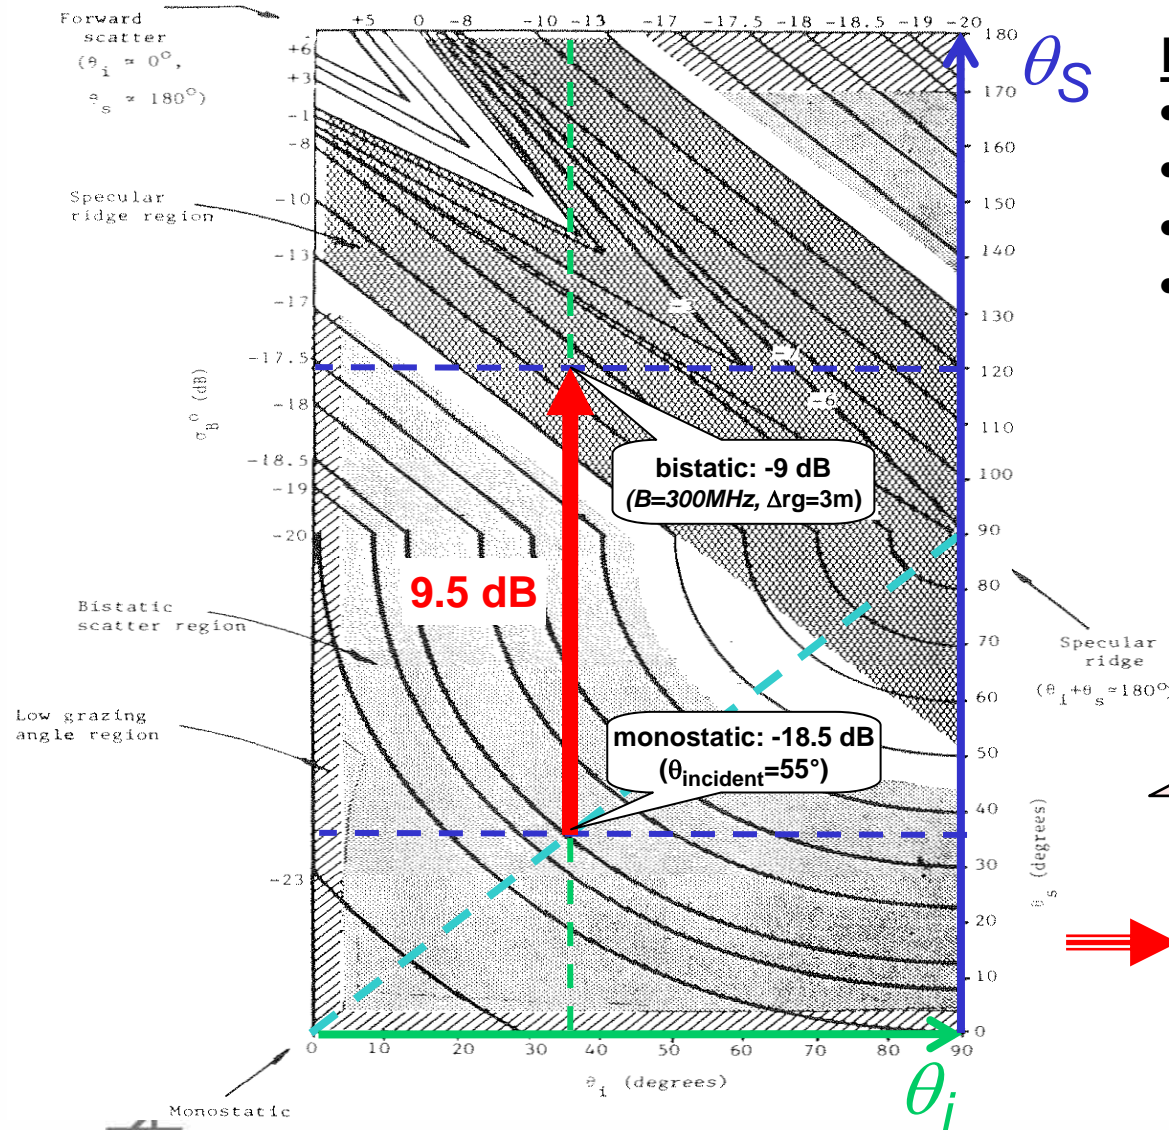 Forward
scatter
(θi ≈ 0°,
θs ≈ 180°)
+5 0 -8 -10 -13 -17 -17.5 -18 -18.5 -19 -20
+6
+3
-1
-8
-10
-13
-17
-17.5
-18
-18.5
-19
-20
-23
σB° (dB)
Specular
ridge region
Bistatic
scatter region
Low grazing
angle region
Monostatic
θS
180
170
160
150
140
130
120
110
100
90
80
70
60
50
40
30
20
10
0
θs (degrees)
-7
-6
bistatic: -9 dB
(B=300MHz, Δrg=3m)
9.5 dB
monostatic: -18.5 dB
(θincident=55°)
Specular
ridge
(θi+θs≈180°
0 10 20 30 40 50 60 70 80 90
θi (degrees)
θi
•
•
•
•